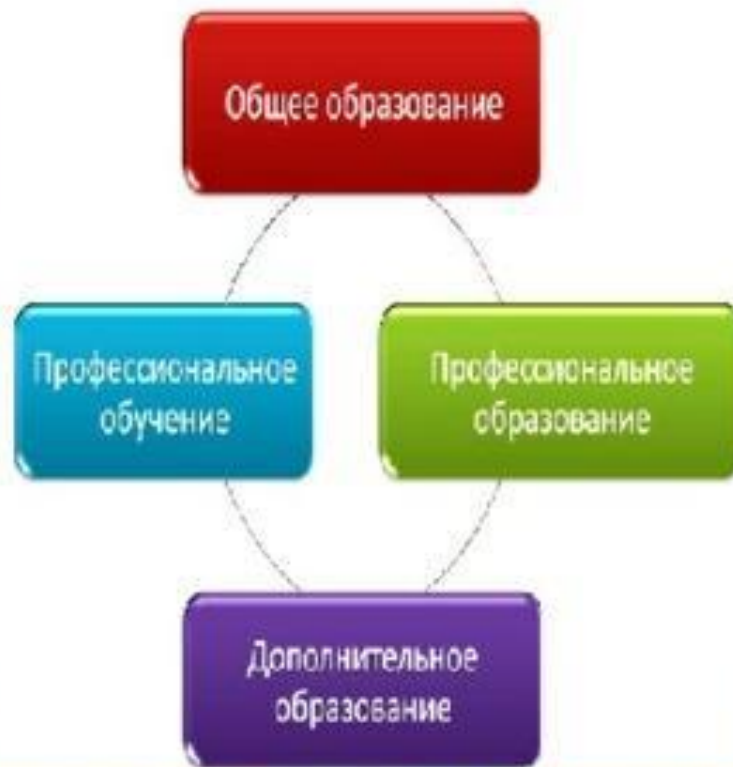 Общее образование
Профессиональное
обучение
Профессиональное
образование
Дополнительное
образование